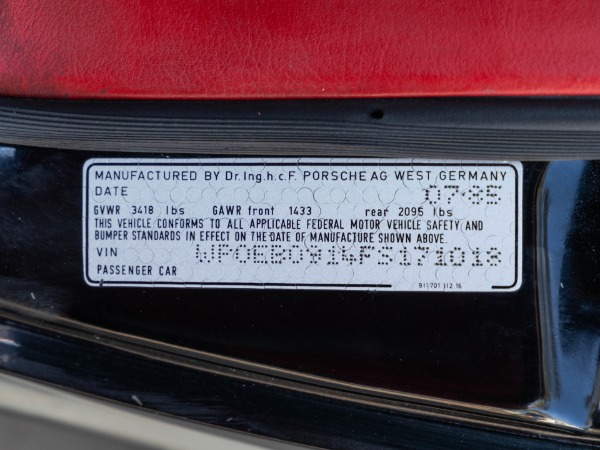 MANUFACTURED BY Dr.Ing.h.c.F. PORSCHE AG WEST GERMANY
DATE 07·85
GVWR 3418 lbs GAWR front 1433 rear 2095 lbs
THIS VEHICLE CONFORMS TO ALL APPLICABLE FEDERAL MOTOR VEHICLE SAFETY AND
BUMPER STANDARDS IN EFFECT ON THE DATE OF MANUFACTURE SHOWN ABOVE.
VIN WP0EB0914FS171013
PASSENGER CAR 911 701 112 16